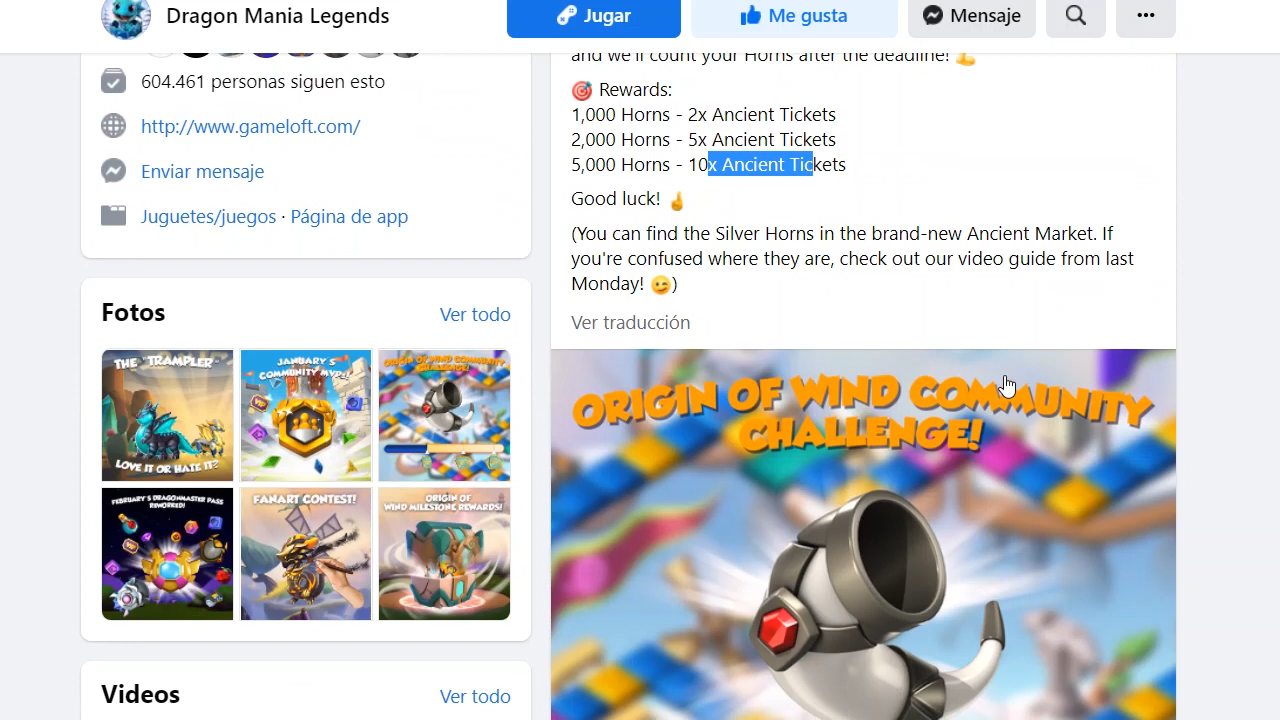 Dragon Mania Legends
Jugar
Me gusta
Mensaje
604.461 personas siguen esto
http://www.gameloft.com/
Enviar mensaje
Juguetes/juegos · Página de app
Fotos
Ver todo
THE "TRAMPLER"
LOVE IT OR HATE IT?
JANUARY'S
COMMUNITY MVPS!
ORIGIN OF WIND COMMUNITY
CHALLENGE!
FEBRUARY'S DRAGONMASTER PASS
REWORKED!
FANART CONTEST!
ORIGIN OF
WIND MILESTONE REWARDS!
Videos
Ver todo
and we'll count your Horns after the deadline!
Rewards:
1,000 Horns - 2x Ancient Tickets
2,000 Horns - 5x Ancient Tickets
5,000 Horns - 10x Ancient Tickets
Good luck!
(You can find the Silver Horns in the brand-new Ancient Market. If
you're confused where they are, check out our video guide from last
Monday! )
Ver traducción
ORIGIN OF WIND COMMUNITY
CHALLENGE!